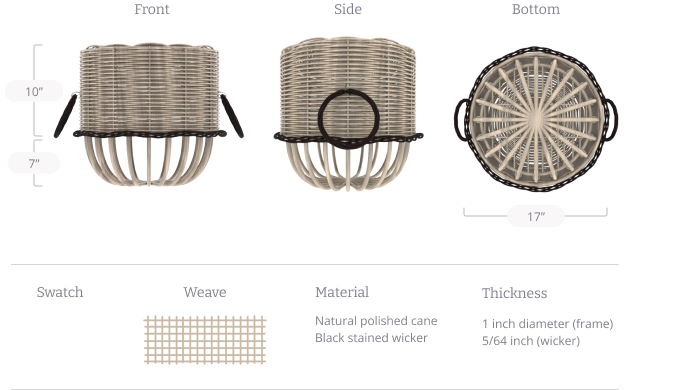 Front
Side
Bottom
10”
7”
17”
Swatch
Weave
Material
Thickness
Natural polished cane
Black stained wicker
1 inch diameter (frame)
5/64 inch (wicker)